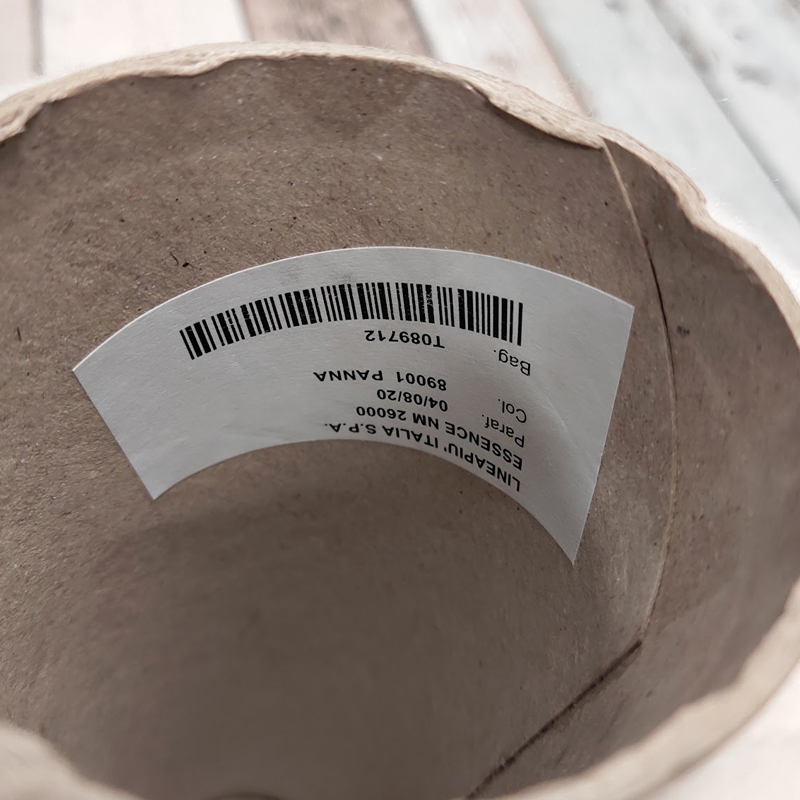 LINEAPIU' ITALIA S.P.A.
ESSENCE NM 26000
Paraf. 04/08/20
Col. 89001 PANNA
Bag. T089712